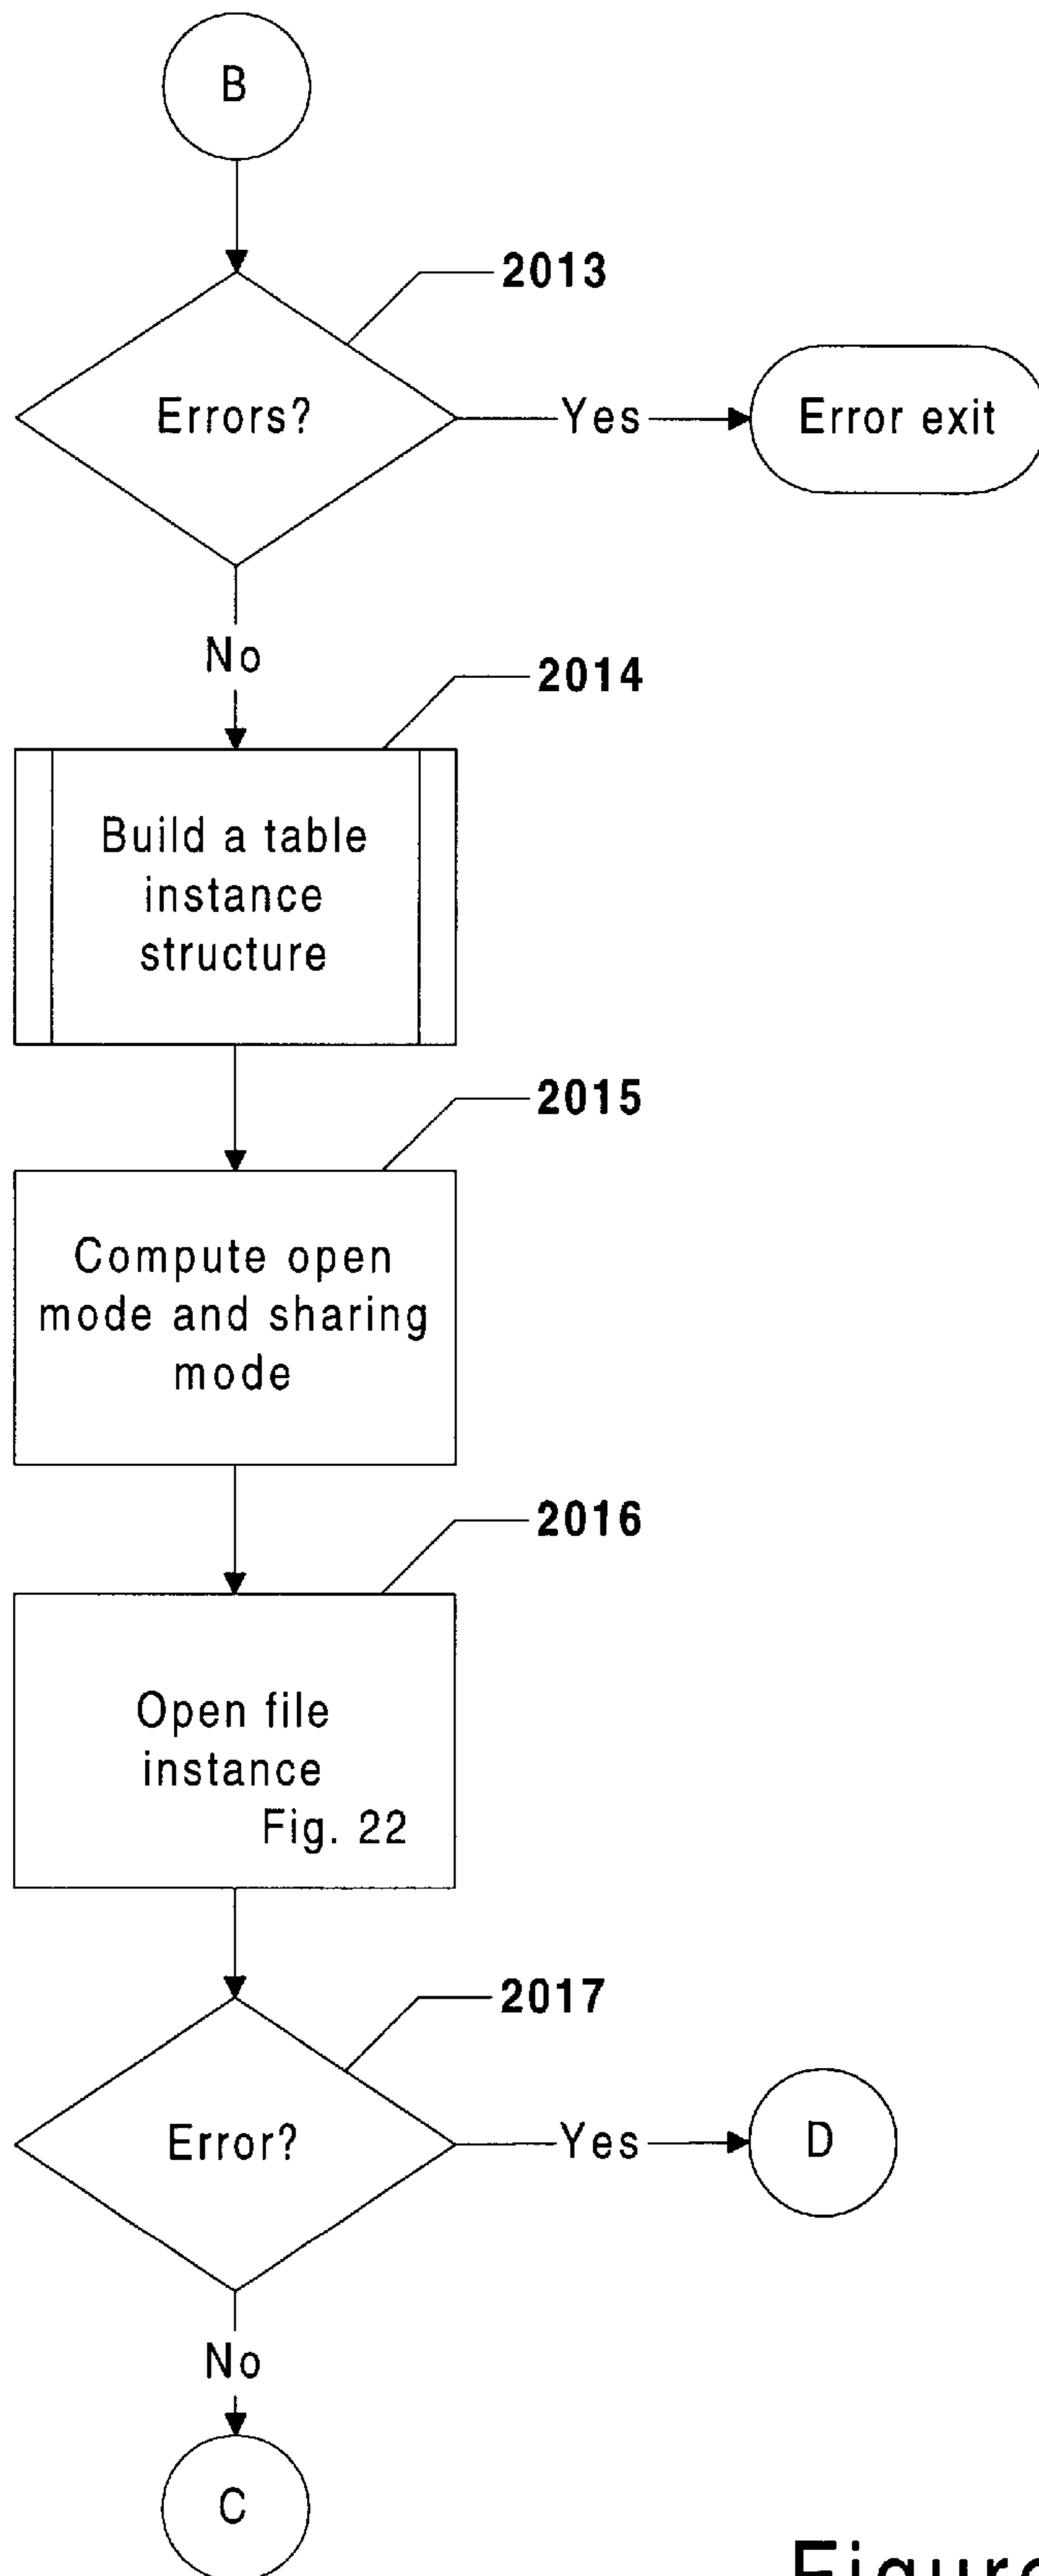 B
2013
Errors?
Yes
Error exit
No
2014
Build a table
instance
structure
2015
Compute open
mode and sharing
mode
2016
Open file
instance
Fig. 22
2017
Error?
Yes
D
No
C
Figure